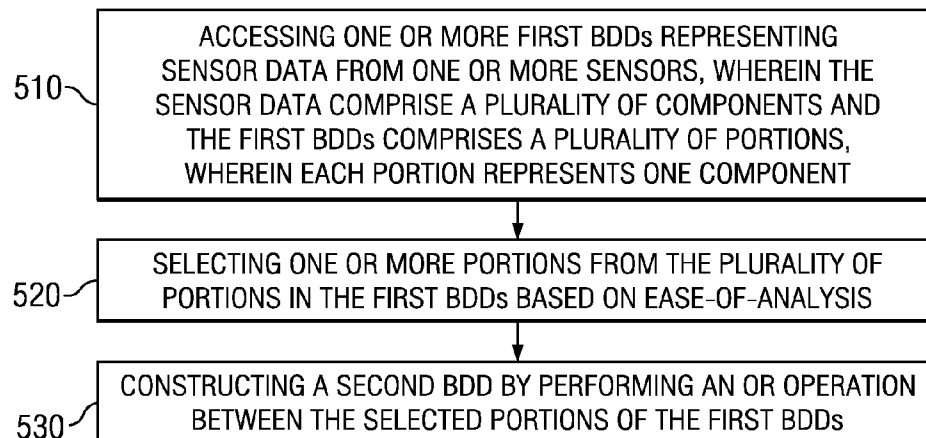 510
ACCESSING ONE OR MORE FIRST BDDs REPRESENTING
SENSOR DATA FROM ONE OR MORE SENSORS, WHEREIN THE
SENSOR DATA COMPRISE A PLURALITY OF COMPONENTS AND
THE FIRST BDDs COMPRISES A PLURALITY OF PORTIONS,
WHEREIN EACH PORTION REPRESENTS ONE COMPONENT
520
SELECTING ONE OR MORE PORTIONS FROM THE PLURALITY OF
PORTIONS IN THE FIRST BDDs BASED ON EASE-OF-ANALYSIS
530
CONSTRUCTING A SECOND BDD BY PERFORMING AN OR OPERATION
BETWEEN THE SELECTED PORTIONS OF THE FIRST BDDs